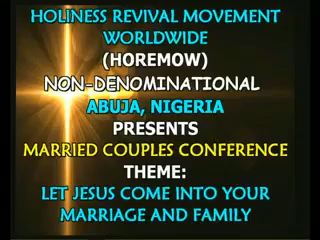 HOLINESS REVIVAL MOVEMENT
WORLDWIDE
(HOREMOW)
NON-DENOMINATIONAL
ABUJA, NIGERIA
PRESENTS
MARRIED COUPLES CONFERENCE
THEME:
LET JESUS COME INTO YOUR
MARRIAGE AND FAMILY